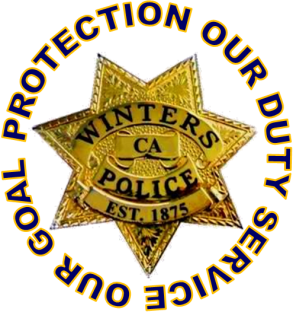 PROTECTION OUR DUTY SERVICE OUR GOAL
WINTERS
CA
POLICE
EST. 1875